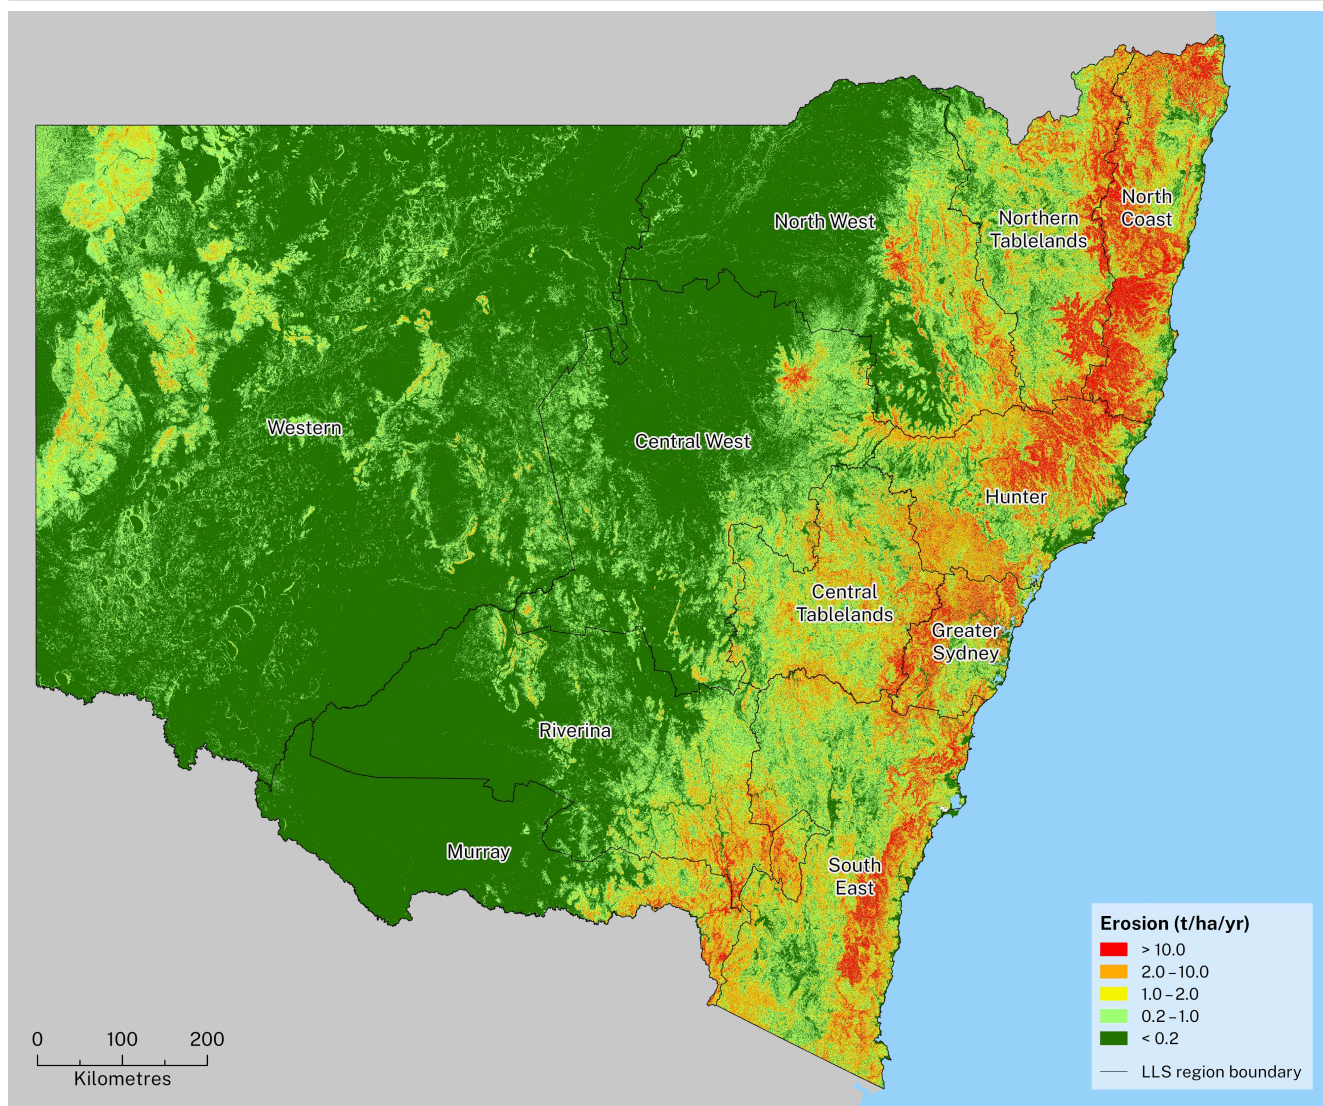 North
Coast
North West
Northern
Tablelands
Western
Central West
Hunter
Central
Tablelands
Greater
Sydney
Riverina
Murray
South
East
Erosion (t/ha/yr)
> 10.0
2.0–10.0
1.0–2.0
0.2–1.0
< 0.2
LLS region boundary
0 100 200
Kilometres